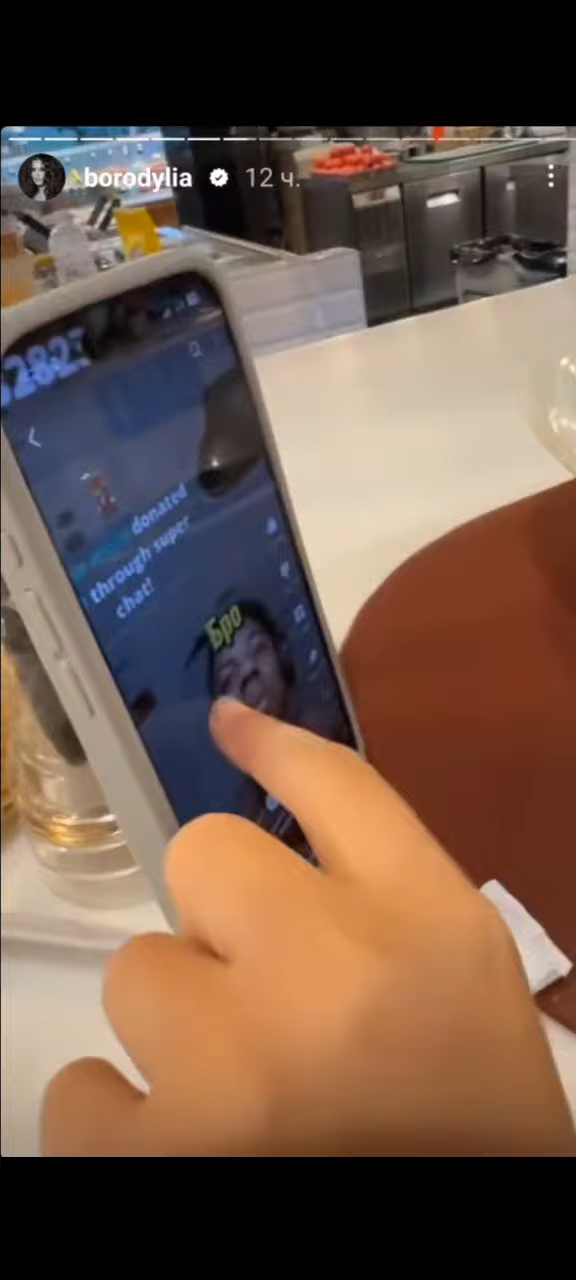 borodylia
12 ч.
donated
through super
chat!
Бро